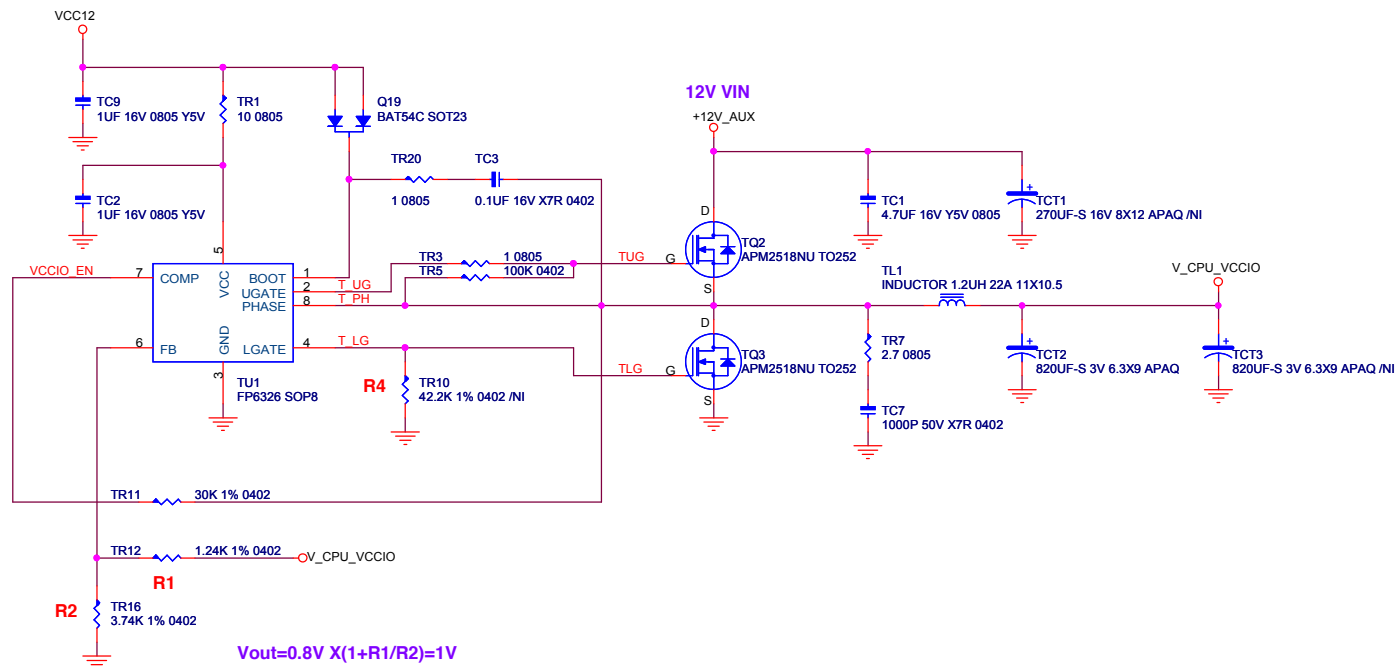 VCC12
TC9
1UF 16V 0805 Y5V
TR1
10 0805
Q19
BAT54C SOT23
12V VIN
+12V_AUX
TR20
1 0805
TC3
0.1UF 16V X7R 0402
TC2
1UF 16V 0805 Y5V
TC1
4.7UF 16V Y5V 0805
+
TCT1
270UF-S 16V 8X12 APAQ /NI
D
G
S
TQ2
APM2518NU TO252
TR3
1 0805
TR5
100K 0402
TUG
VCCIO_EN
7
COMP
5
VCC
BOOT
1
UGATE
2
T_UG
PHASE
8
T_PH
6
FB
GND
3
LGATE
4
T_LG
TU1
FP6326 SOP8
V_CPU_VCCIO
TL1
INDUCTOR 1.2UH 22A 11X10.5
D
G
S
TQ3
APM2518NU TO252
TLG
R4
TR10
42.2K 1% 0402 /NI
TR7
2.7 0805
TC7
1000P 50V X7R 0402
+
TCT2
820UF-S 3V 6.3X9 APAQ
+
TCT3
820UF-S 3V 6.3X9 APAQ /NI
TR11
30K 1% 0402
TR12
1.24K 1% 0402
V_CPU_VCCIO
R1
R2
TR16
3.74K 1% 0402
Vout=0.8V X(1+R1/R2)=1V